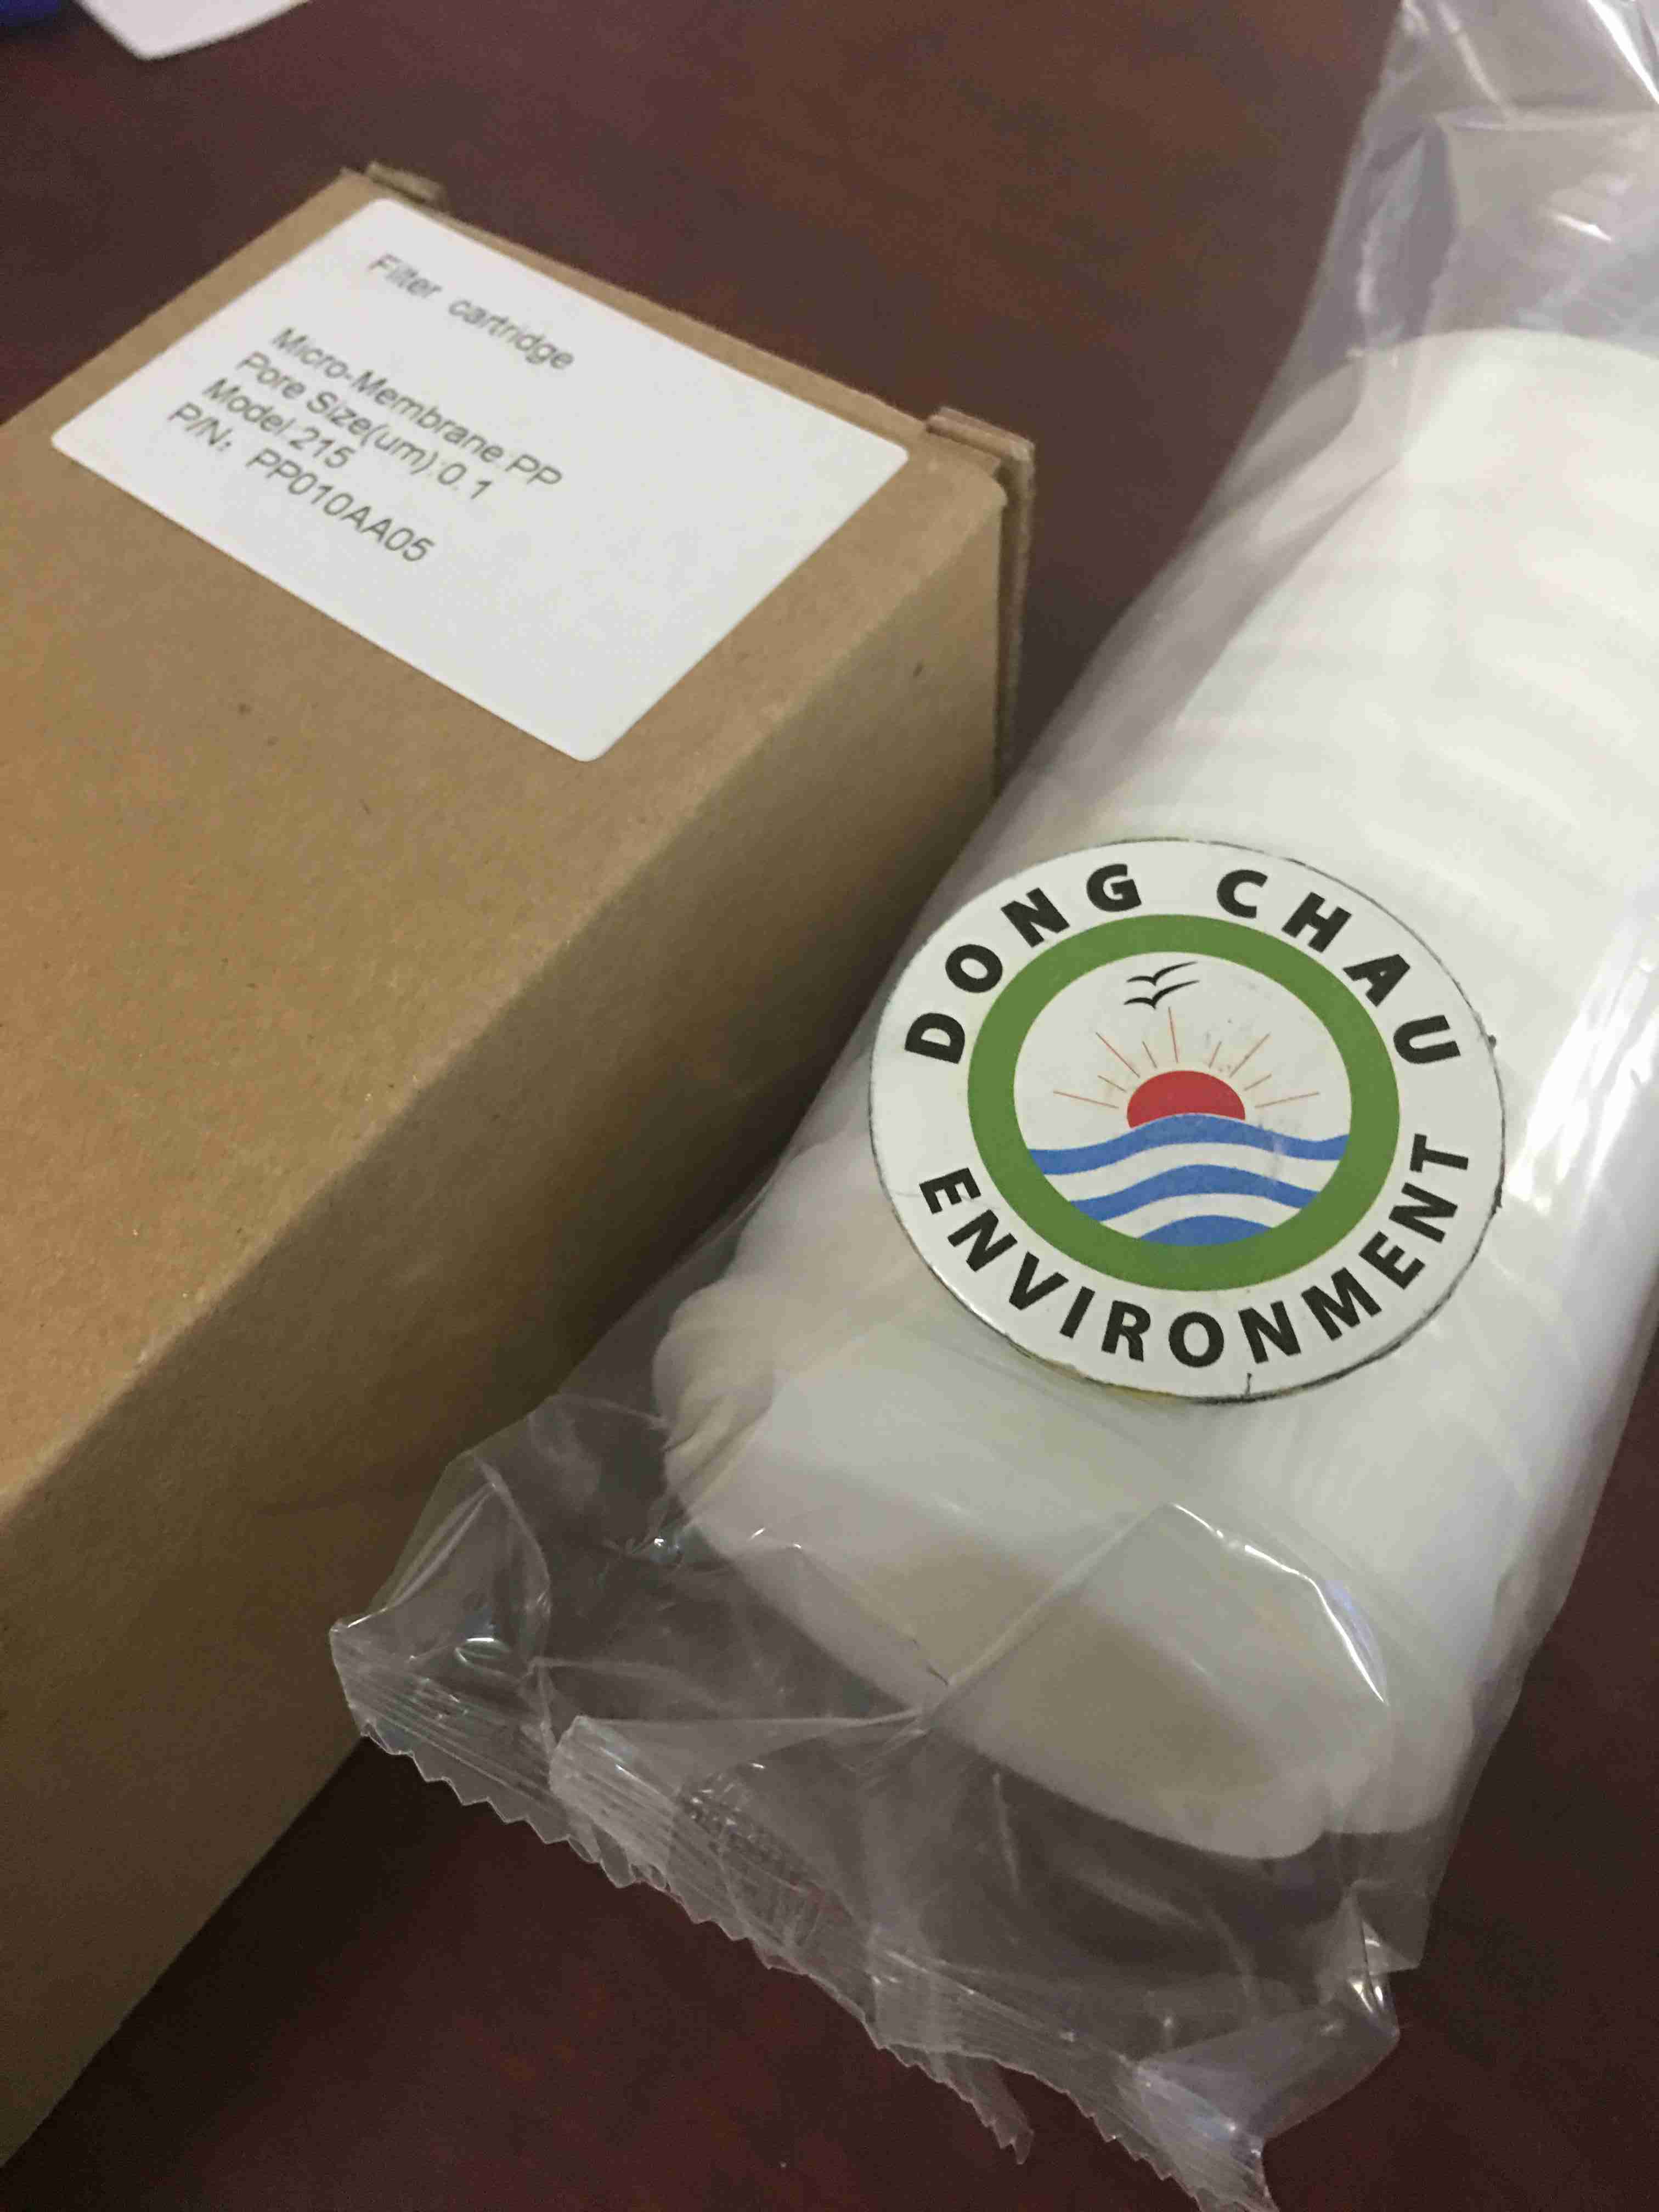 Filter cartridge
Micro-Membrane:PP
Pore Size(um):0.1
Model:215
P/N: PP010AA05
DONG CHAU
ENVIRONMENT